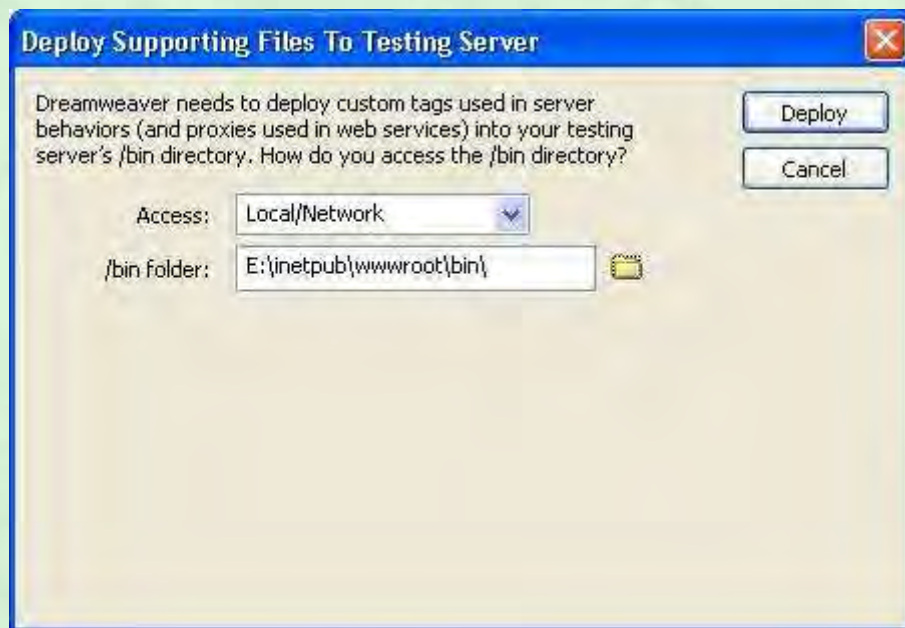 Deploy Supporting Files To Testing Server
Dreamweaver needs to deploy custom tags used in server
behaviors (and proxies used in web services) into your testing
server's /bin directory. How do you access the /bin directory?
Deploy
Cancel
Access: Local/Network
/bin folder: E:\inetpub\wwwroot\bin\